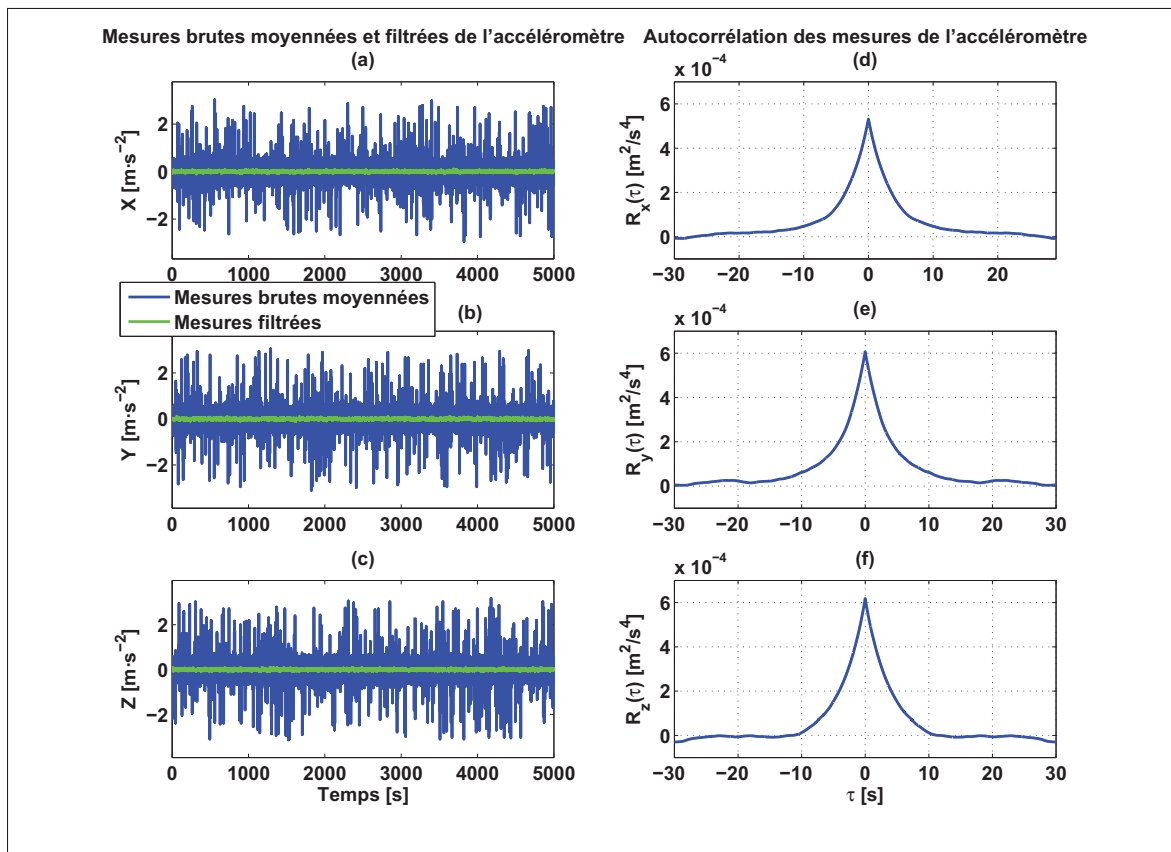 Mesures brutes moyennées et filtrées de l'accéléromètre
(a)
X [m·s−2]
2
0
−2
0 1000 2000 3000 4000 5000
Mesures brutes moyennées
Mesures filtrées
(b)
Y [m·s−2]
2
0
−2
0 1000 2000 3000 4000 5000
(c)
Z [m·s−2]
2
0
−2
0 1000 2000 3000 4000 5000
Temps [s]
Autocorrélation des mesures de l'accéléromètre
(d)
x 10−4
Rx(τ) [m2/s4]
6
4
2
0
−30 −20 −10 0 10 20
(e)
x 10−4
Ry(τ) [m2/s4]
6
4
2
0
−30 −20 −10 0 10 20 30
(f)
x 10−4
Rz(τ) [m2/s4]
6
4
2
0
−30 −20 −10 0 10 20 30
τ [s]